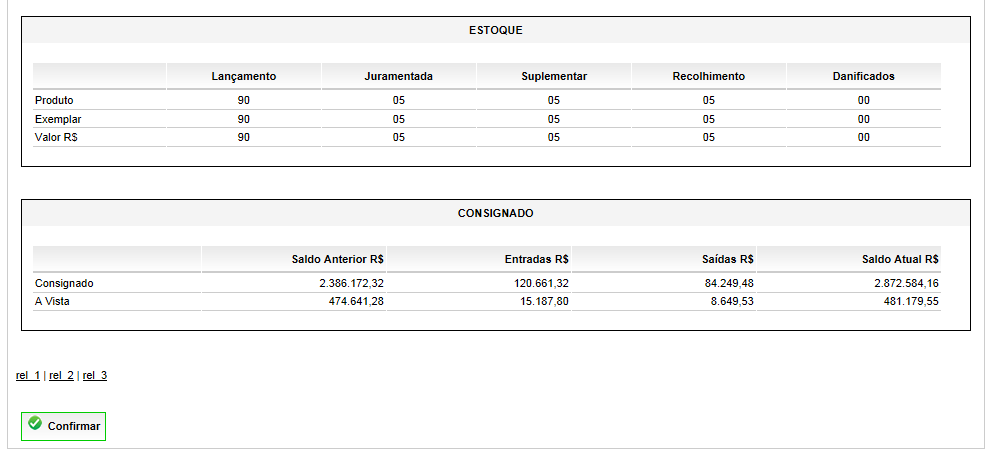 ESTOQUE
Lançamento Juramentada Suplementar Recolhimento Danificados
Produto 90 05 05 05 00
Exemplar 90 05 05 05 00
Valor R$ 90 05 05 05 00
CONSIGNADO
Saldo Anterior R$ Entradas R$ Saídas R$ Saldo Atual R$
Consignado 2.386.172,32 120.661,32 84.249,48 2.872.584,16
A Vista 474.641,28 15.187,80 8.649,53 481.179,55
rel_1 | rel_2 | rel_3
Confirmar